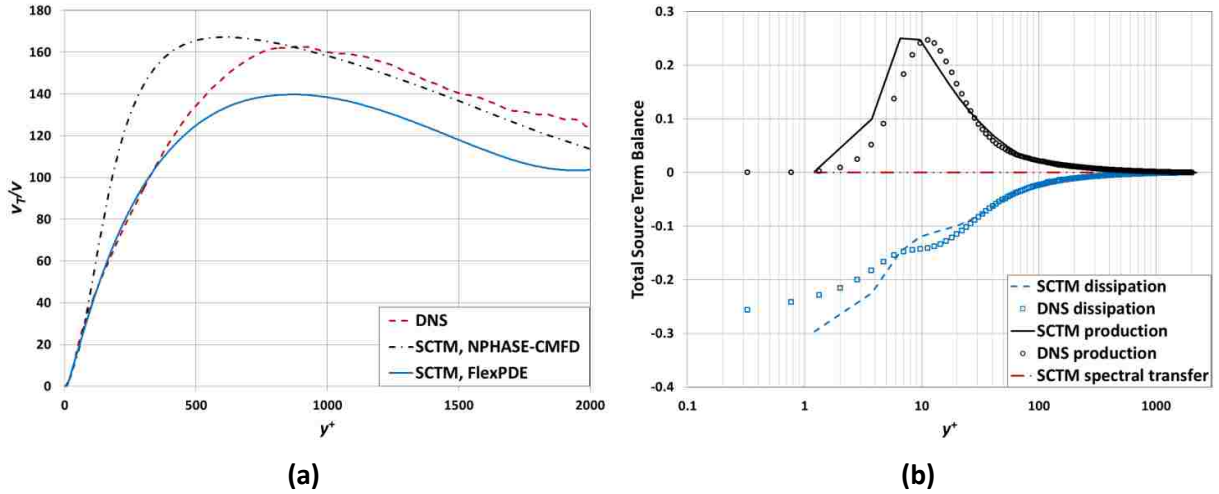 180
160
140
120
100
80
60
40
20
0
ν_T/ν
0 500 1000 1500 2000
y⁺
DNS
SCTM, NPHASE-CMFD
SCTM, FlexPDE
(a)
0.3
0.2
0.1
0
-0.1
-0.2
-0.3
-0.4
Total Source Term Balance
0.1 1 10 100 1000
y⁺
SCTM dissipation
DNS dissipation
SCTM production
DNS production
SCTM spectral transfer
(b)